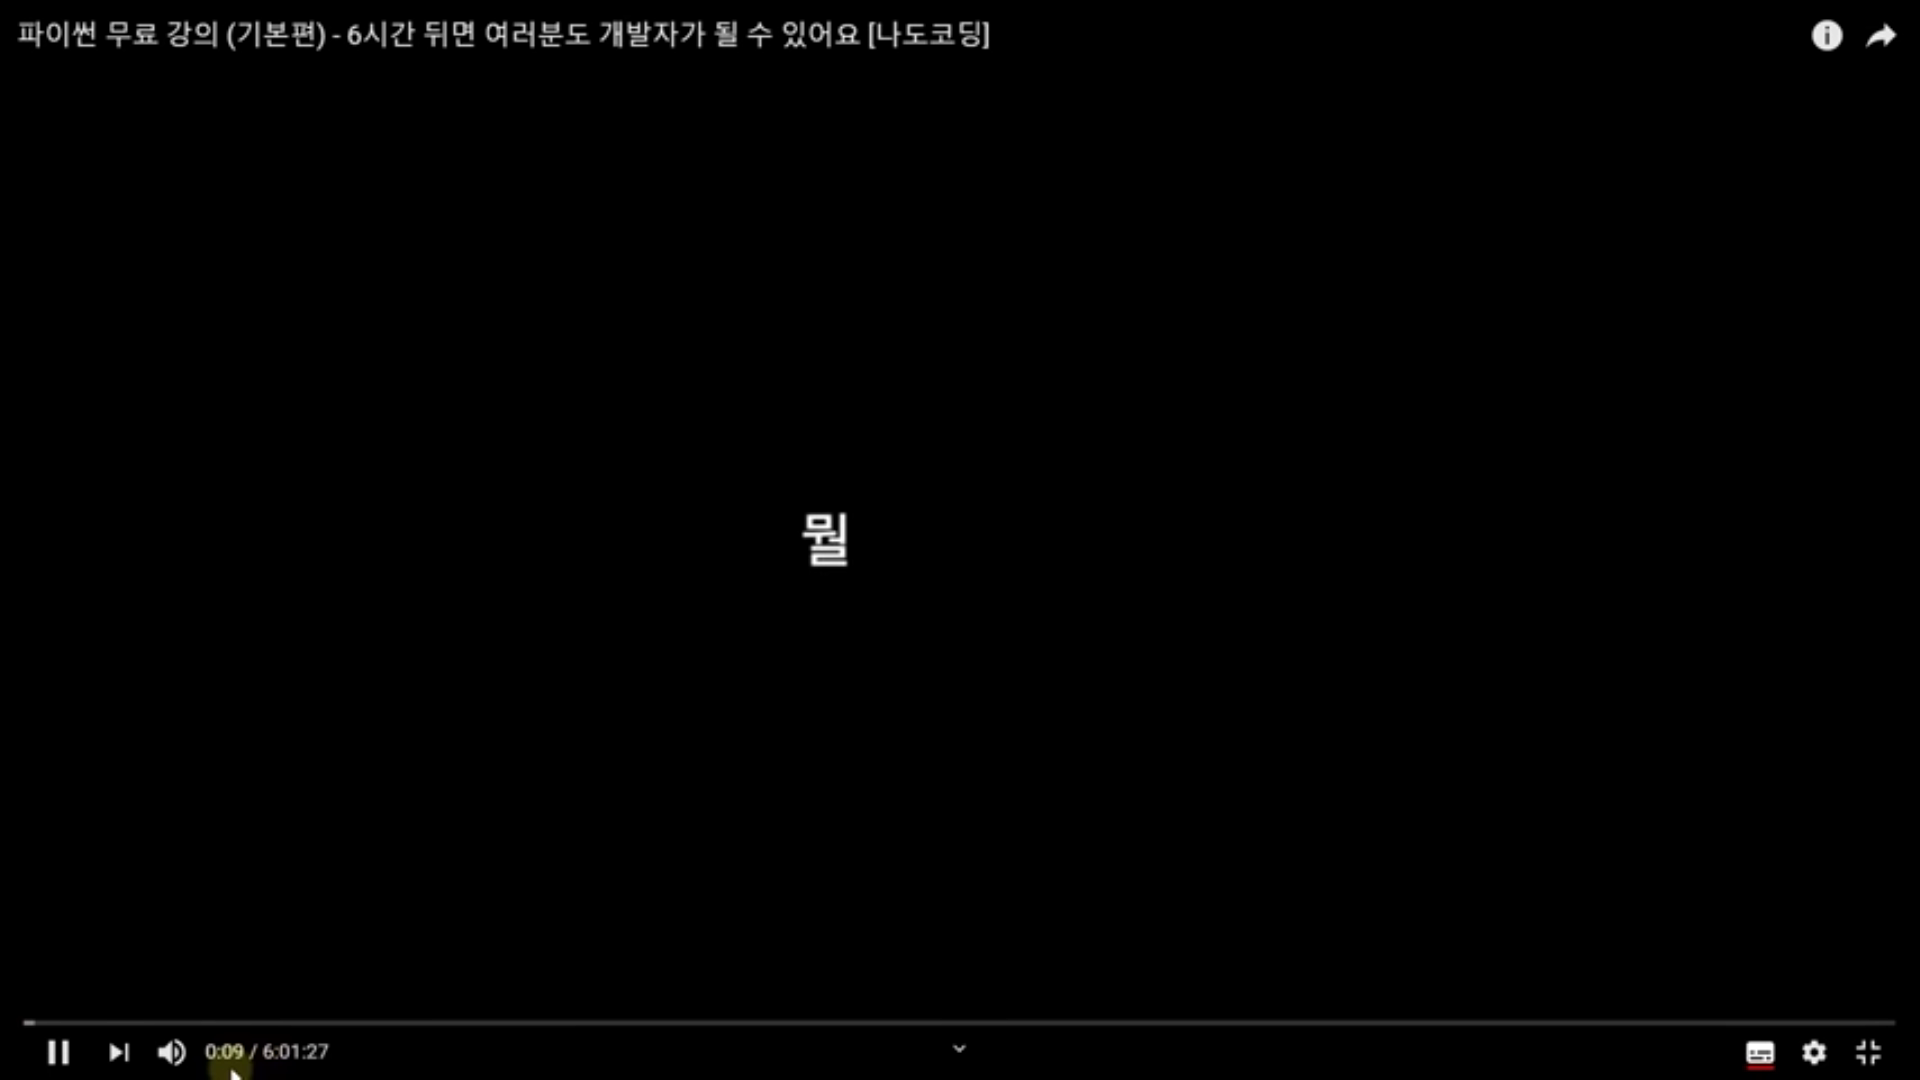 파이썬 무료 강의 (기본편) - 6시간 뒤면 여러분도 개발자가 될 수 있어요 [나도코딩]
뭘
0:09 / 6:01:27